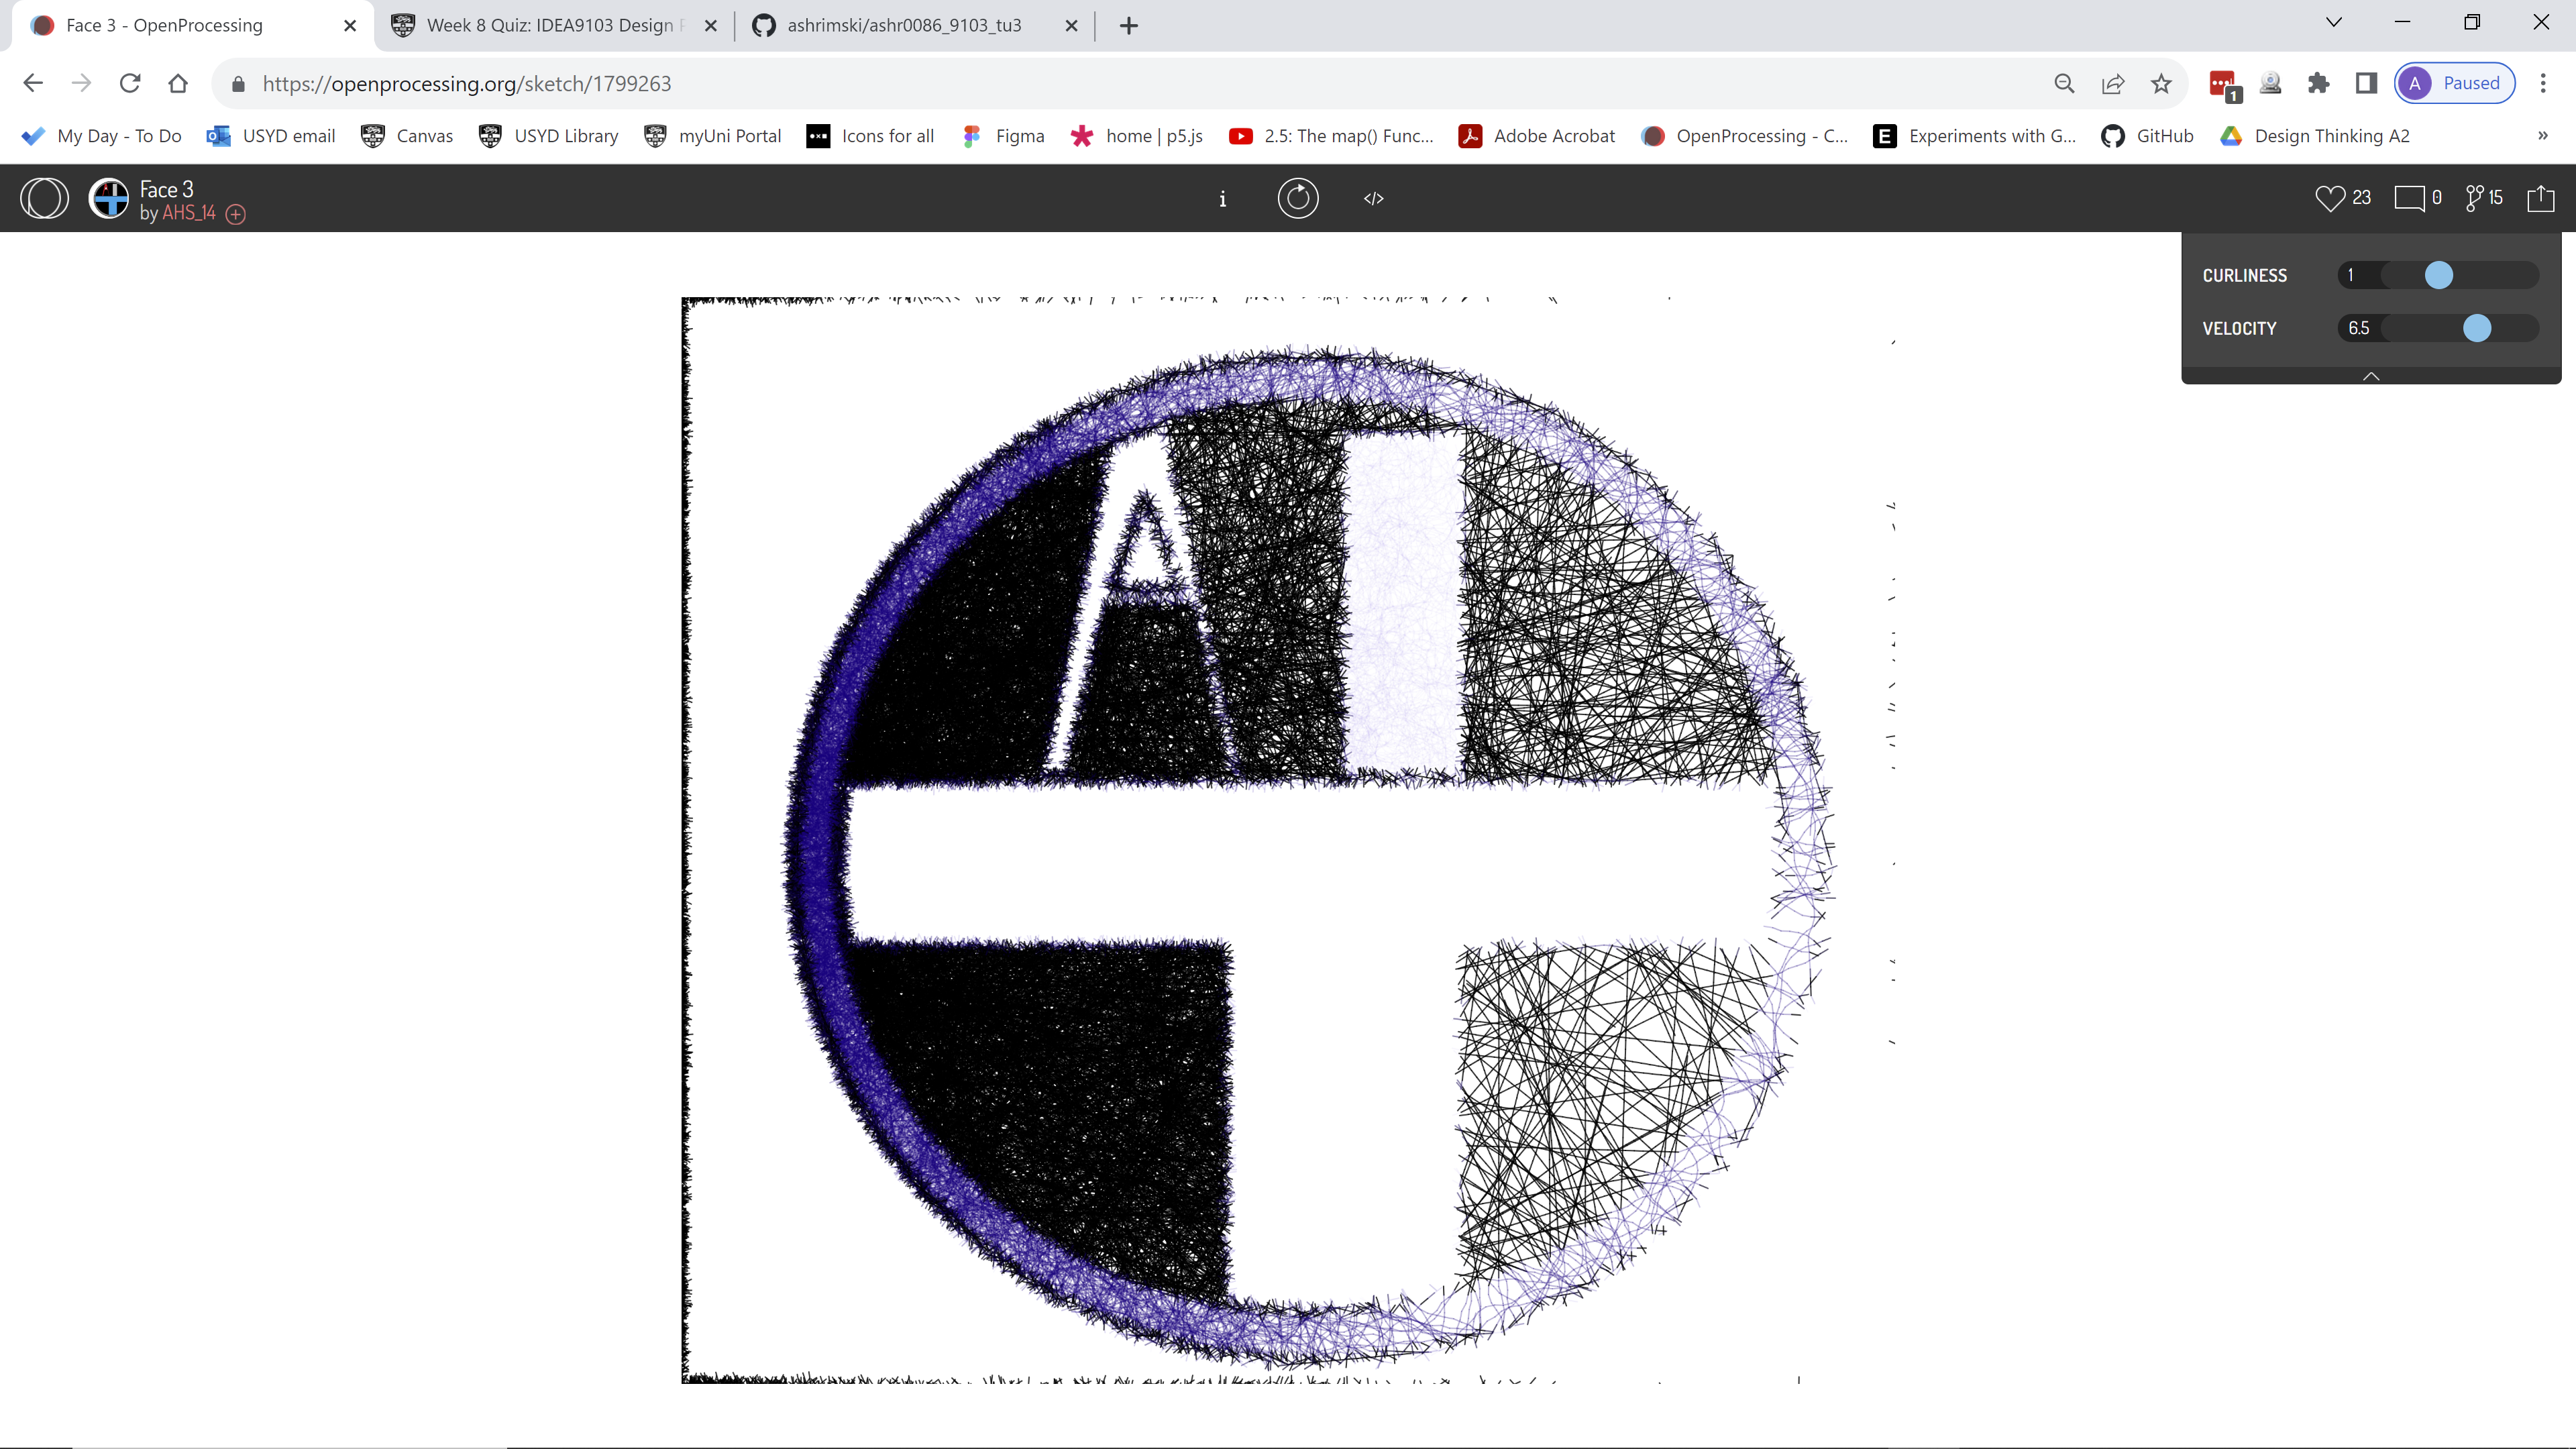 Face 3 - OpenProcessing
Week 8 Quiz: IDEA9103 Design
ashrimski/ashr0086_9103_tu3
https://openprocessing.org/sketch/1799263
1
A
Paused
My Day - To Do
USYD email
Canvas
USYD Library
myUni Portal
Icons for all
Figma
home | p5.js
2.5: The map() Func...
Adobe Acrobat
OpenProcessing - C...
E
Experiments with G...
GitHub
Design Thinking A2
»
Face 3
by AHS_14
i
</>
23
0
15
CURLINESS 1
VELOCITY 6.5
A